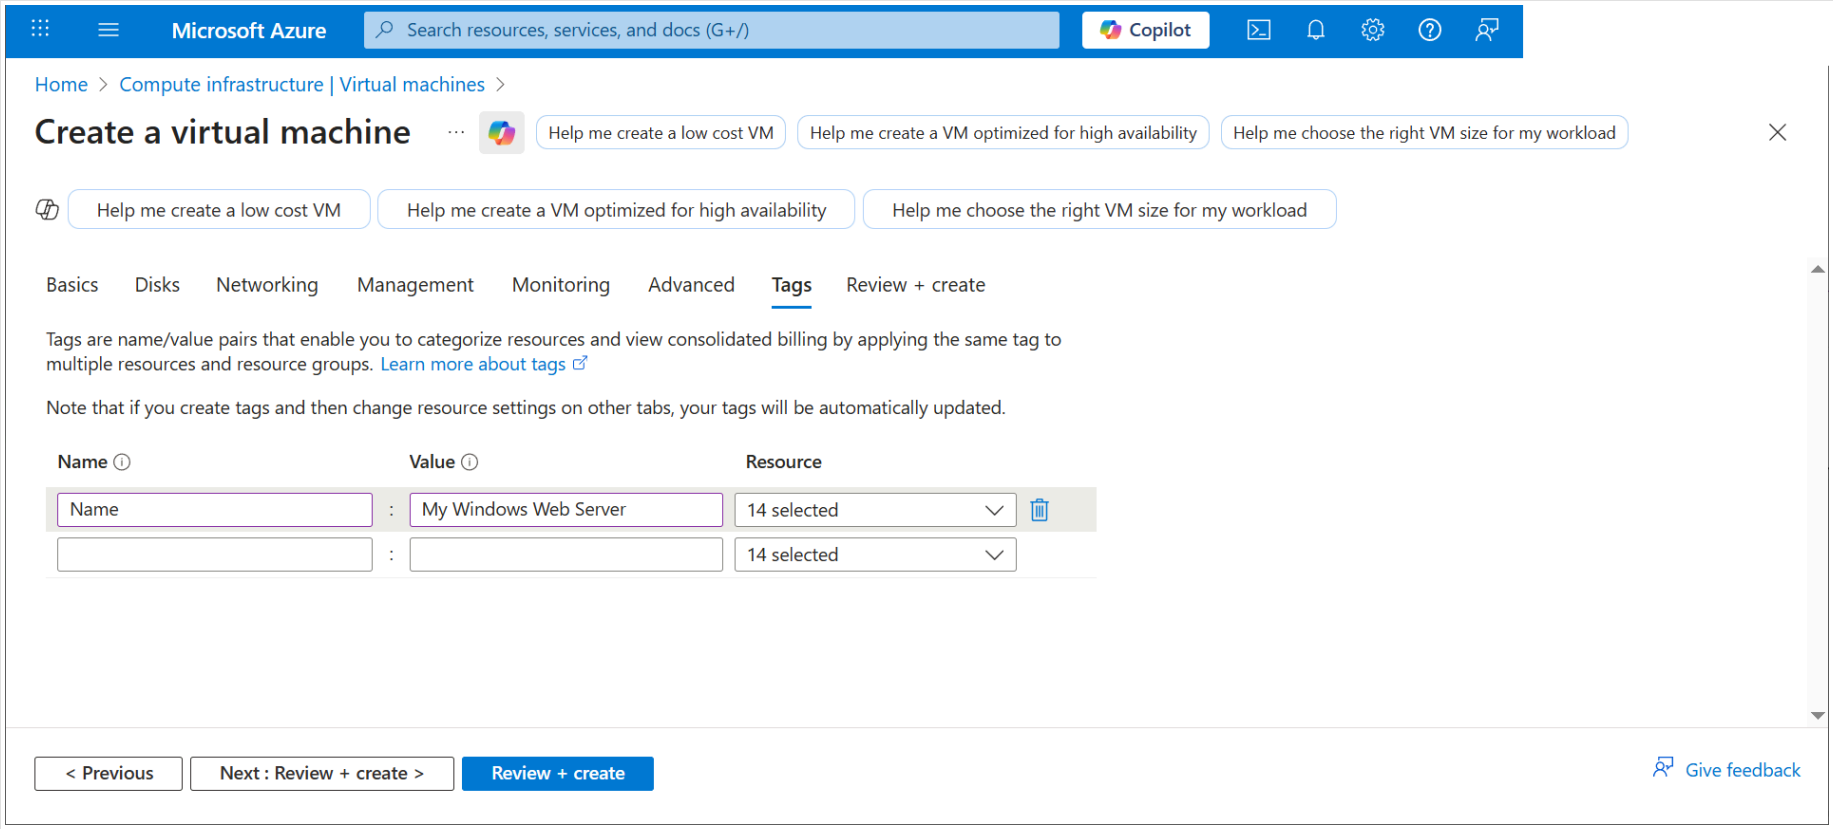 Microsoft Azure
Search resources, services, and docs (G+/)
Copilot
Home > Compute infrastructure | Virtual machines >
Create a virtual machine
...
Help me create a low cost VM
Help me create a VM optimized for high availability
Help me choose the right VM size for my workload
Help me create a low cost VM
Help me create a VM optimized for high availability
Help me choose the right VM size for my workload
Basics
Disks
Networking
Management
Monitoring
Advanced
Tags
Review + create
Tags are name/value pairs that enable you to categorize resources and view consolidated billing by applying the same tag to
multiple resources and resource groups. Learn more about tags
Note that if you create tags and then change resource settings on other tabs, your tags will be automatically updated.
Name
Value
Resource
Name : My Windows Web Server 14 selected
: 14 selected
< Previous
Next : Review + create >
Review + create
Give feedback